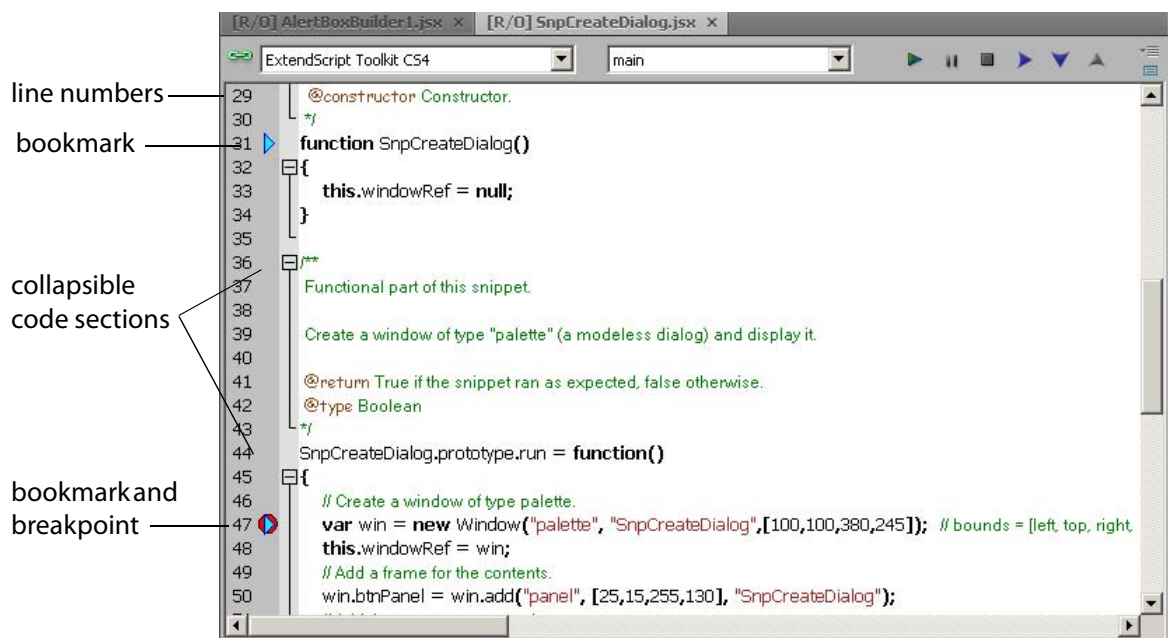 [R/O] AlertBoxBuilder1.jsx × [R/O] SnpCreateDialog.jsx ×
ExtendScript Toolkit CS4 main
line numbers
29 @constructor Constructor.
30 */
bookmark
31 function SnpCreateDialog()
32 {
33 this.windowRef = null;
34 }
35
36 /**
collapsible
code sections
37 Functional part of this snippet.
38
39 Create a window of type "palette" (a modeless dialog) and display it.
40
41 @return True if the snippet ran as expected, false otherwise.
42 @type Boolean
43 */
44 SnpCreateDialog.prototype.run = function()
45 {
bookmark and
breakpoint
46 // Create a window of type palette.
47 var win = new Window("palette", "SnpCreateDialog",[100,100,380,245]); // bounds = [left, top, right,
48 this.windowRef = win;
49 // Add a frame for the contents.
50 win.btnPanel = win.add("panel", [25,15,255,130], "SnpCreateDialog");